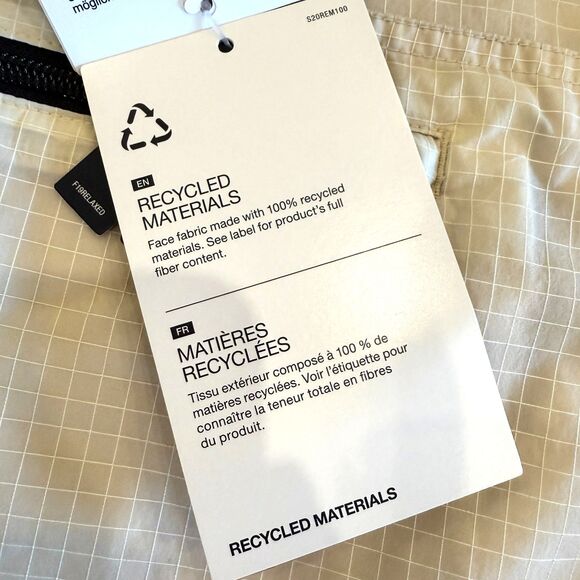 möglich
S20REM100
F19RELAXED
EN
RECYCLED
MATERIALS
Face fabric made with 100% recycled
materials. See label for product's full
fiber content.
FR
MATIÈRES
RECYCLÉES
Tissu extérieur composé à 100 % de
matières recyclées. Voir l'étiquette pour
connaître la teneur totale en fibres
du produit.
RECYCLED MATERIALS